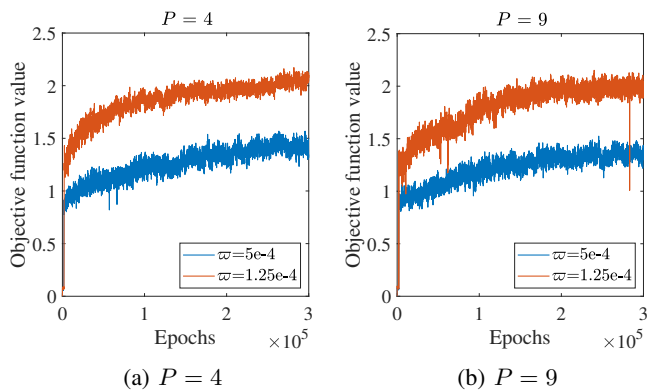 P = 4
Objective function value
2.5
2
1.5
1
0.5
0
0
1
2
3
×10^5
Epochs
ϖ=5e-4
ϖ=1.25e-4
(a) P = 4
P = 9
Objective function value
2.5
2
1.5
1
0.5
0
0
1
2
3
×10^5
Epochs
ϖ=5e-4
ϖ=1.25e-4
(b) P = 9